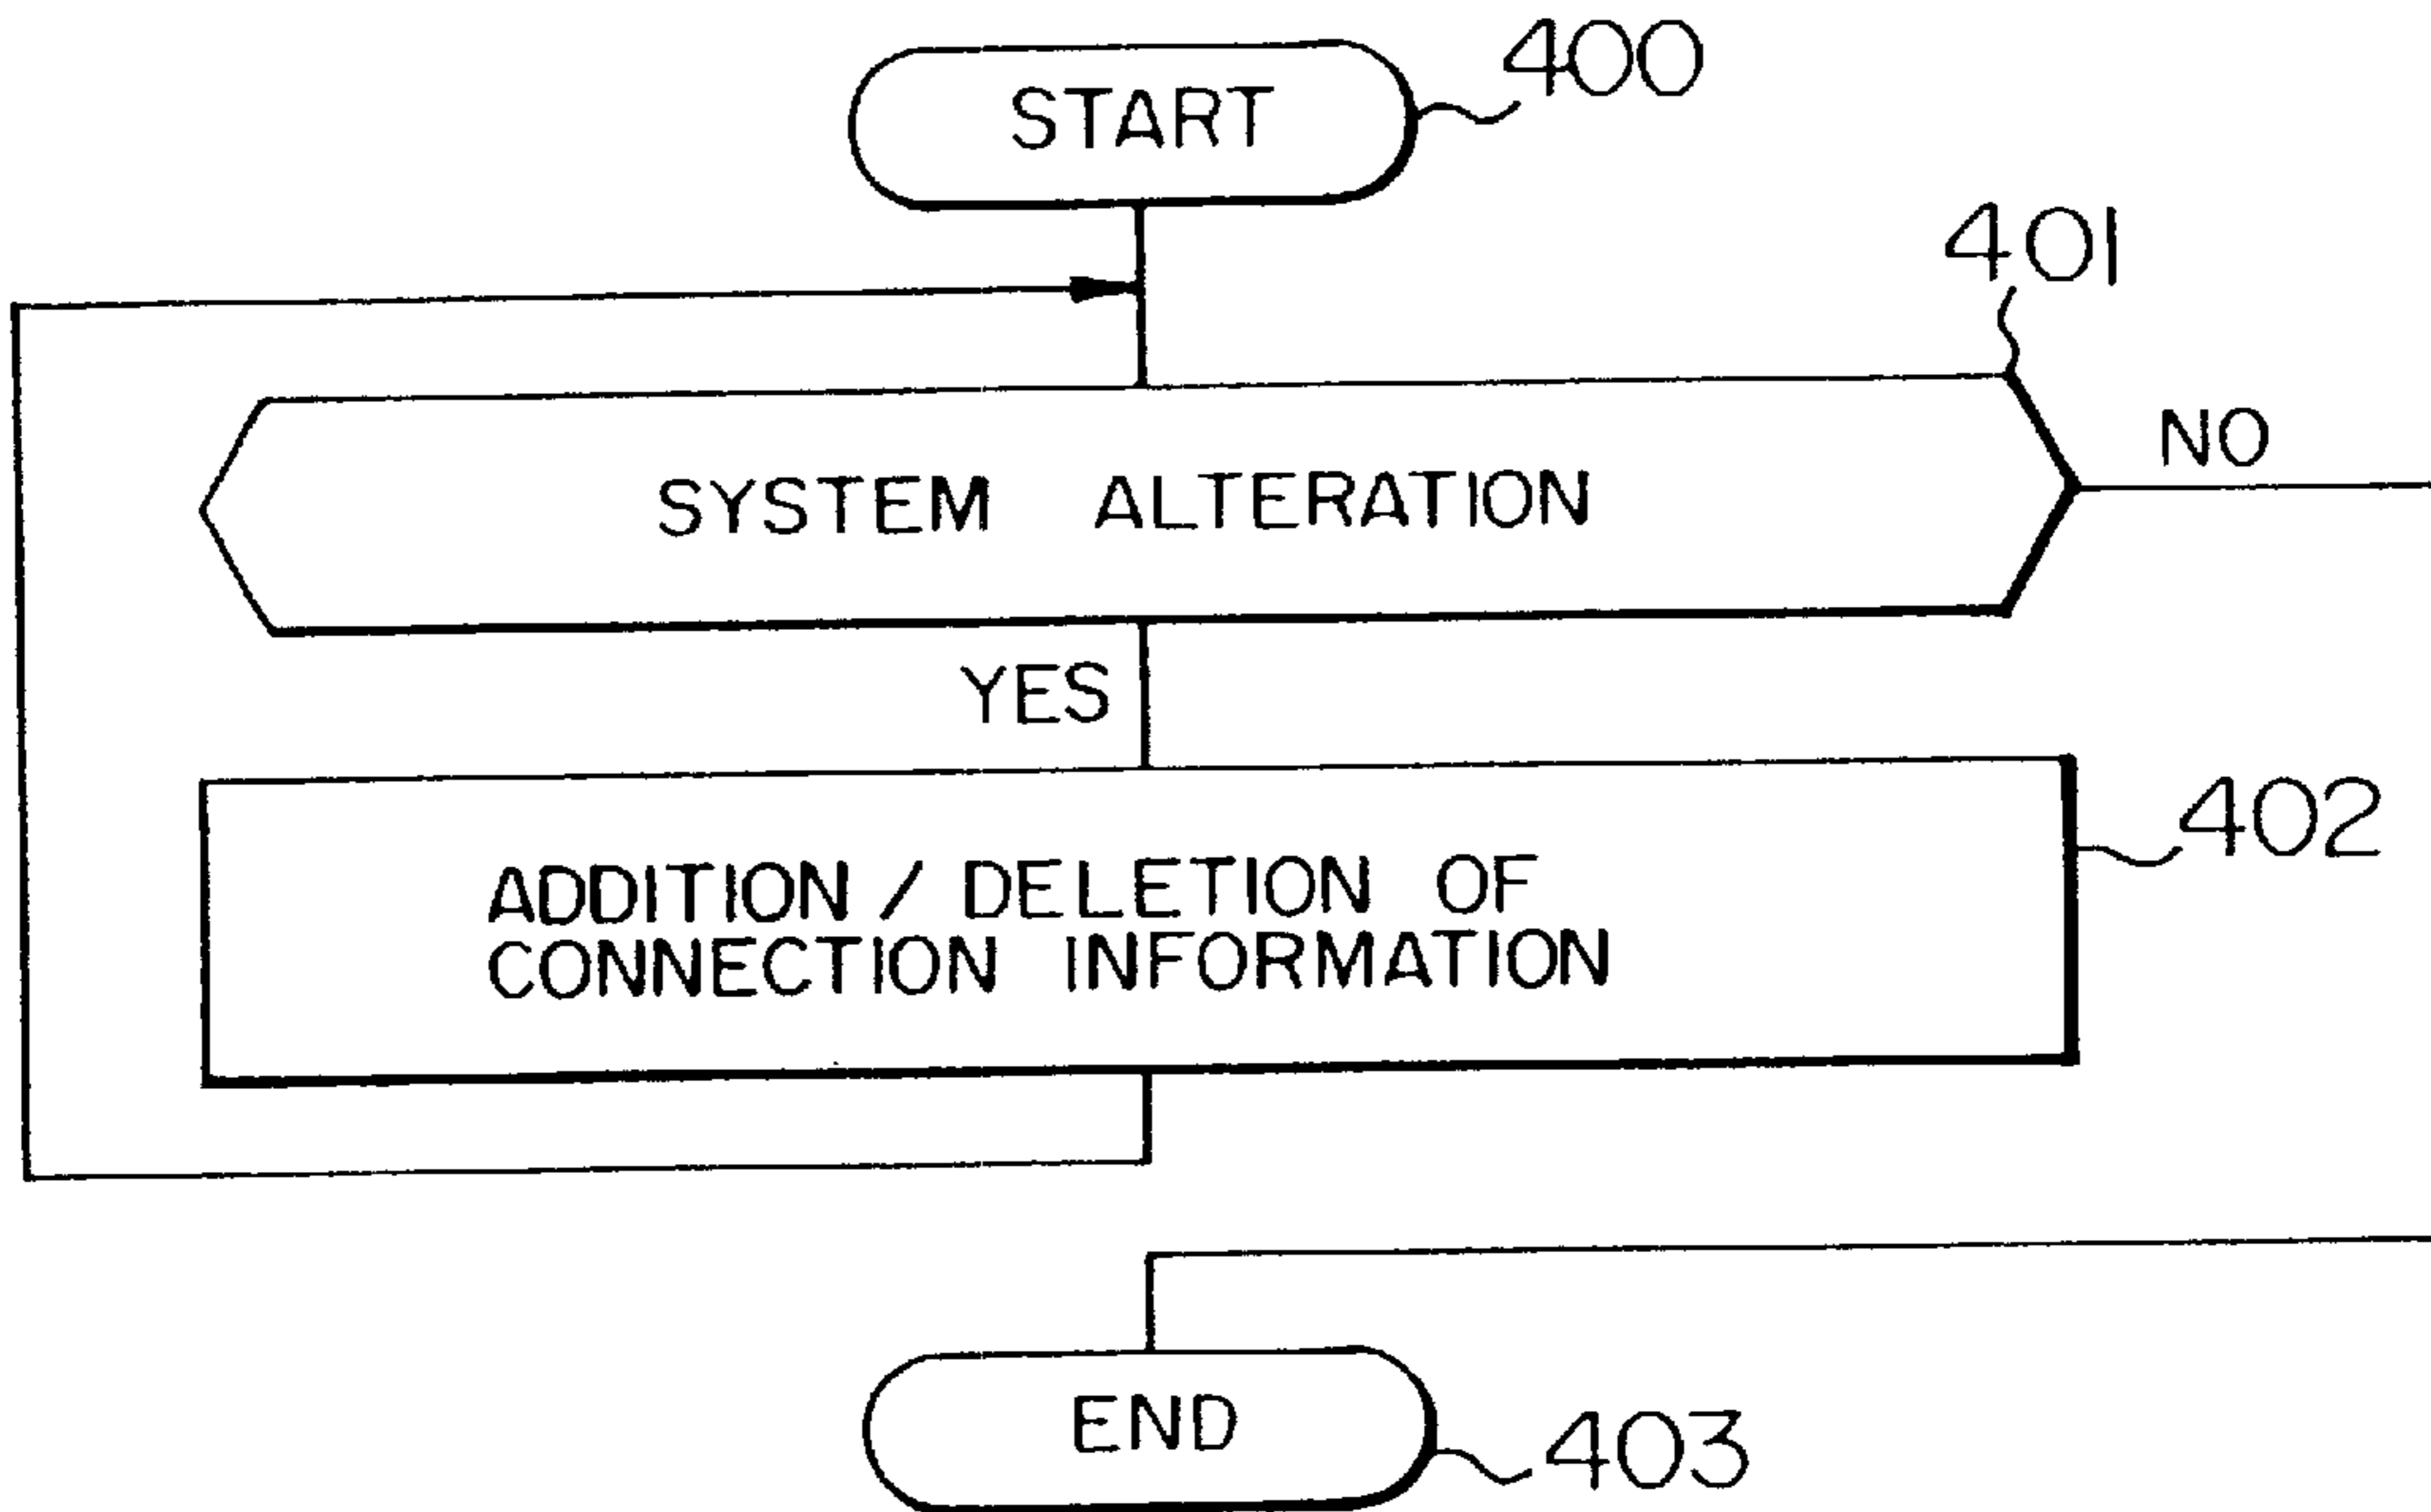 400
START
401
NO
SYSTEM ALTERATION
YES
402
ADDITION / DELETION OF
CONNECTION INFORMATION
END
403